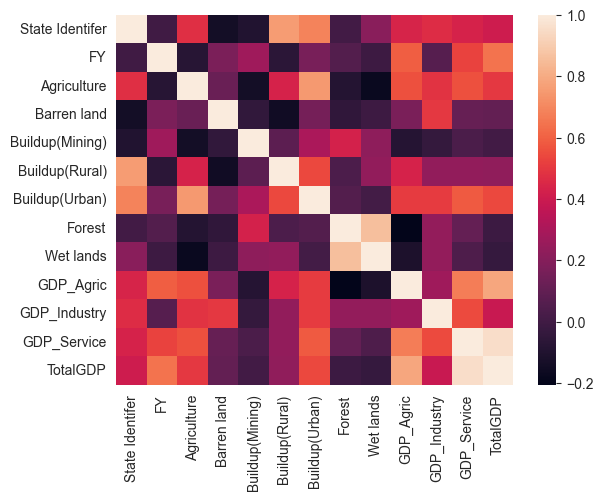 State Identifer
FY
Agriculture
Barren land
Buildup(Mining)
Buildup(Rural)
Buildup(Urban)
Forest
Wet lands
GDP_Agric
GDP_Industry
GDP_Service
TotalGDP
State Identifer
FY
Agriculture
Barren land
Buildup(Mining)
Buildup(Rural)
Buildup(Urban)
Forest
Wet lands
GDP_Agric
GDP_Industry
GDP_Service
TotalGDP
1.0
0.8
0.6
0.4
0.2
0.0
−0.2